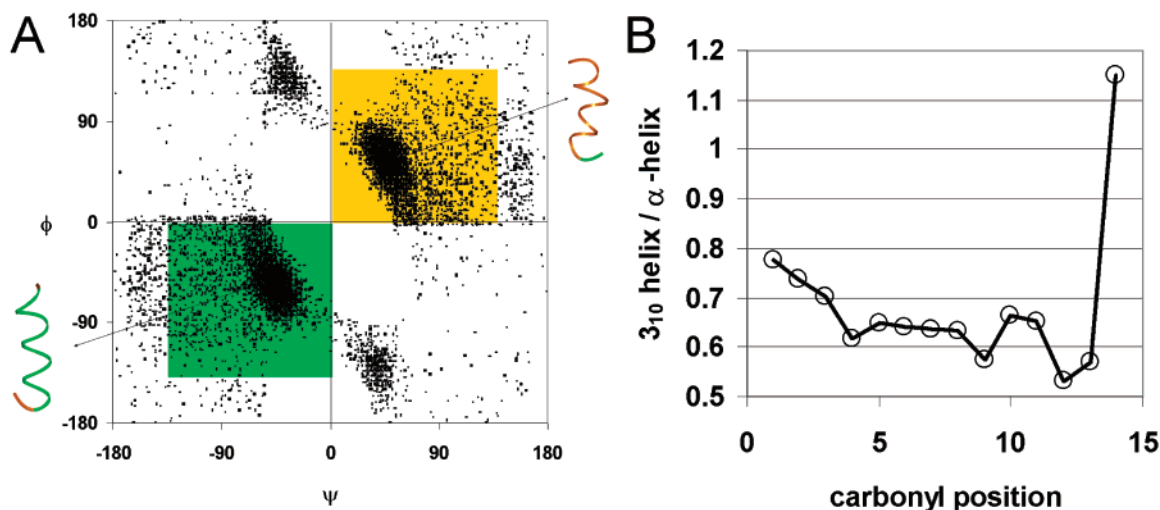 A
180
90
0
-90
-180
ϕ
-180 -90 0 90 180
ψ
B
3₁₀ helix / α -helix
1.2
1.1
1
0.9
0.8
0.7
0.6
0.5
0 5 10 15
carbonyl position